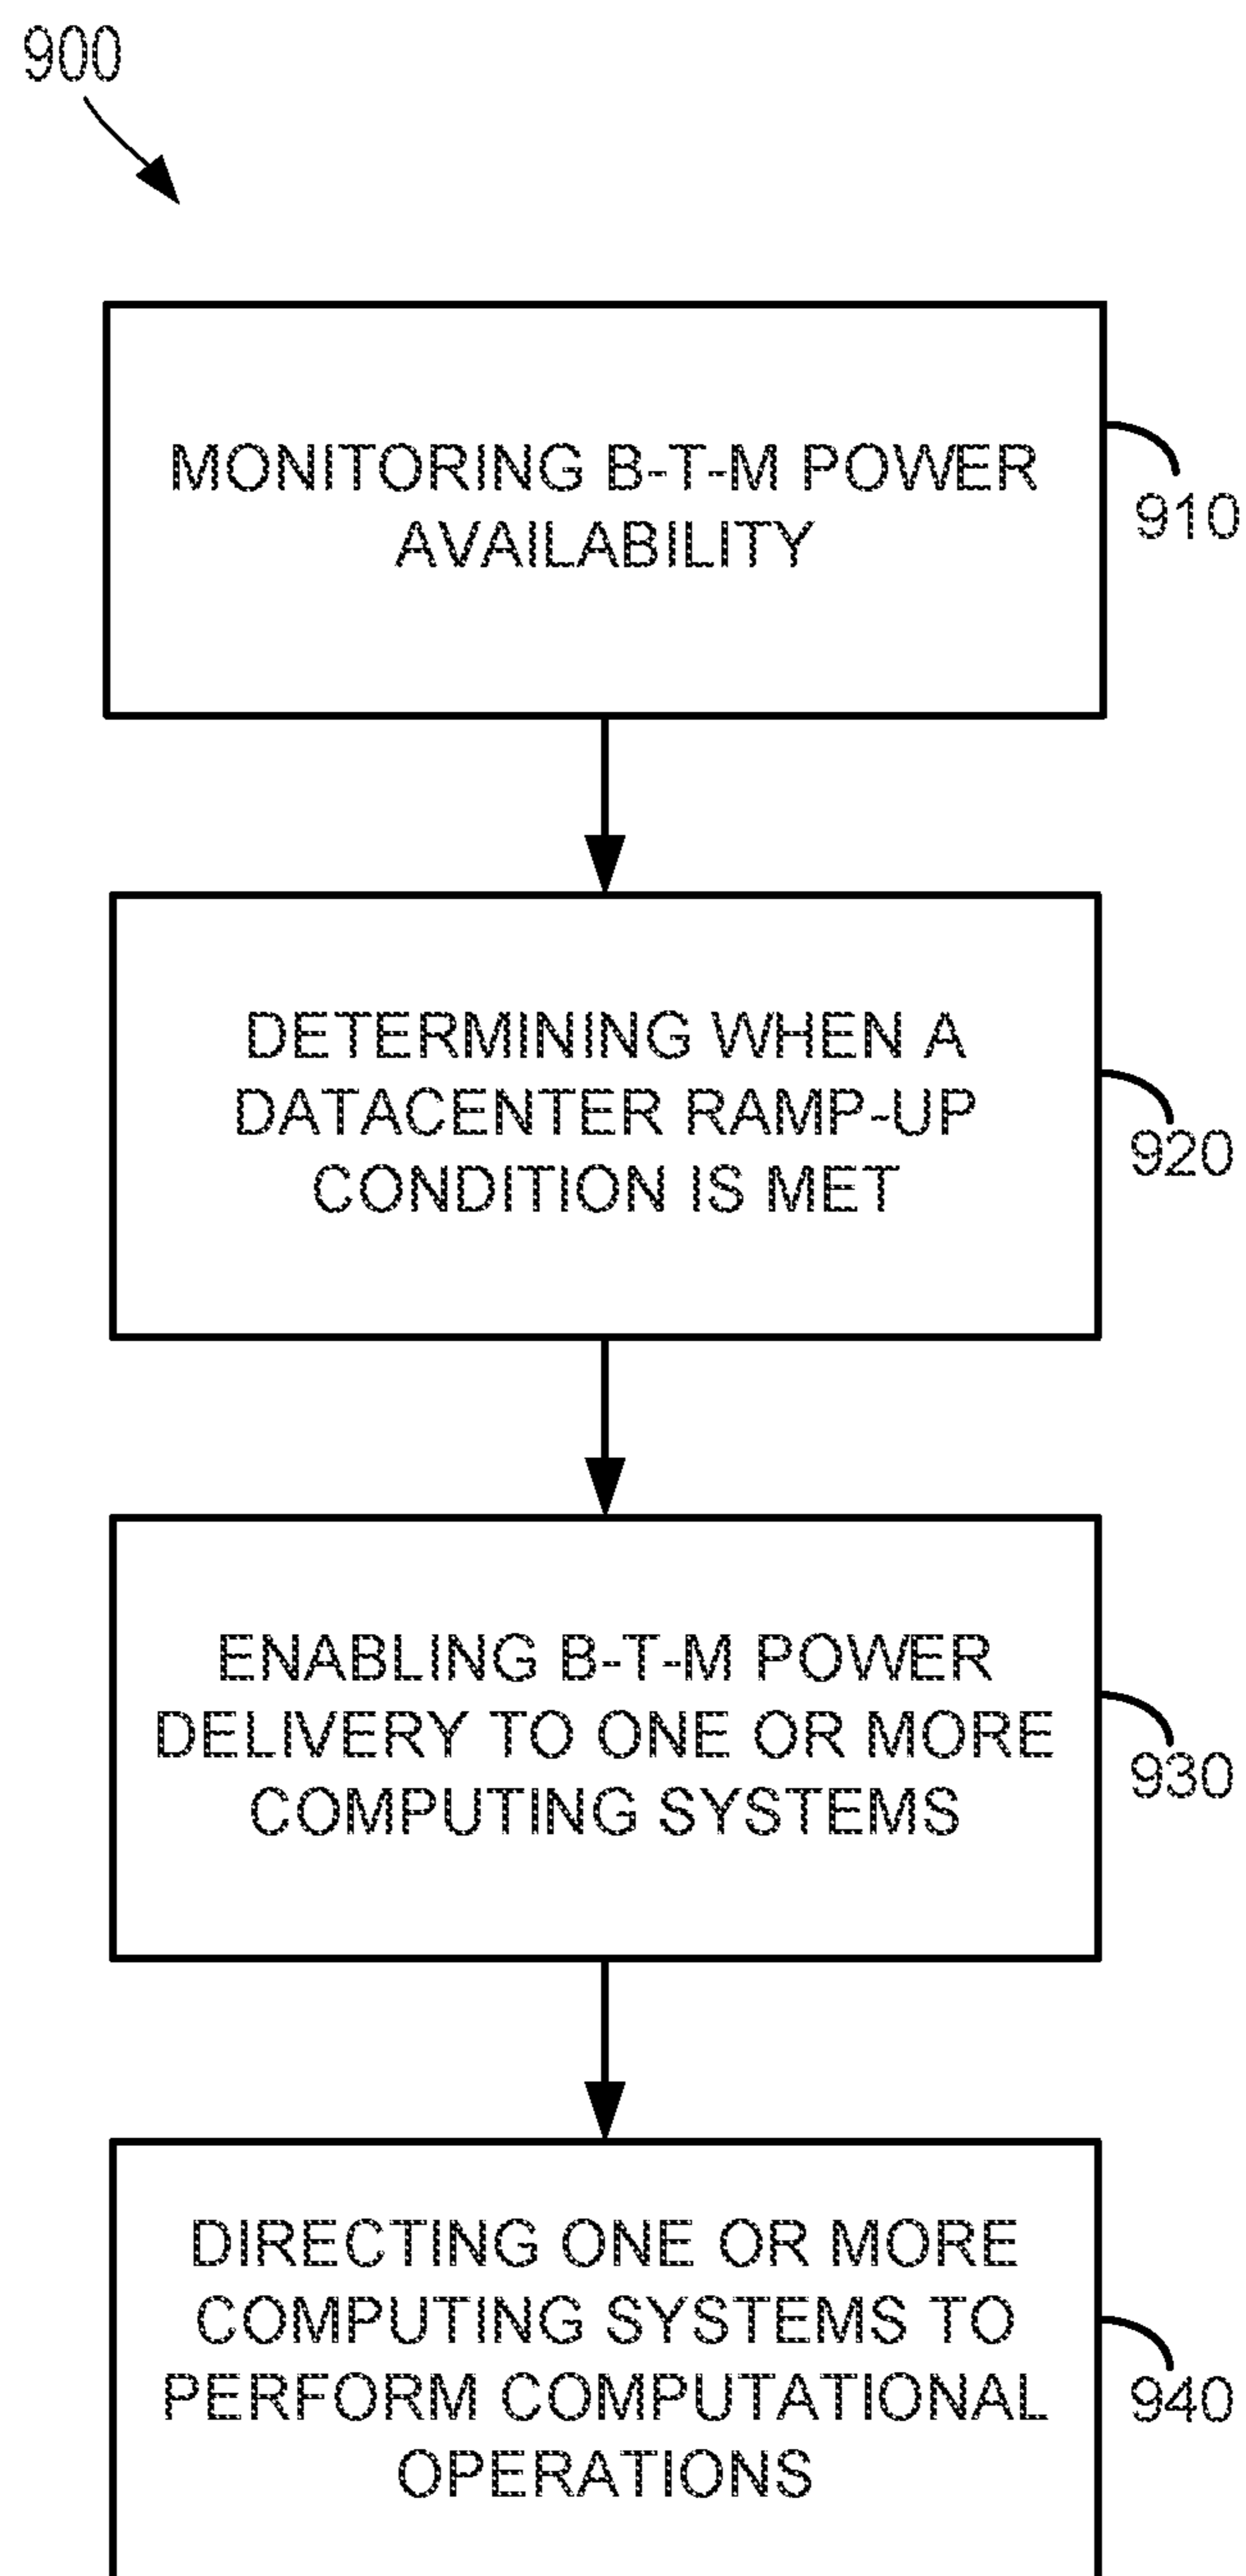 900
MONITORING B-T-M POWER
AVAILABILITY
910
DETERMINING WHEN A
DATACENTER RAMP-UP
CONDITION IS MET
920
ENABLING B-T-M POWER
DELIVERY TO ONE OR MORE
COMPUTING SYSTEMS
930
DIRECTING ONE OR MORE
COMPUTING SYSTEMS TO
PERFORM COMPUTATIONAL
OPERATIONS
940